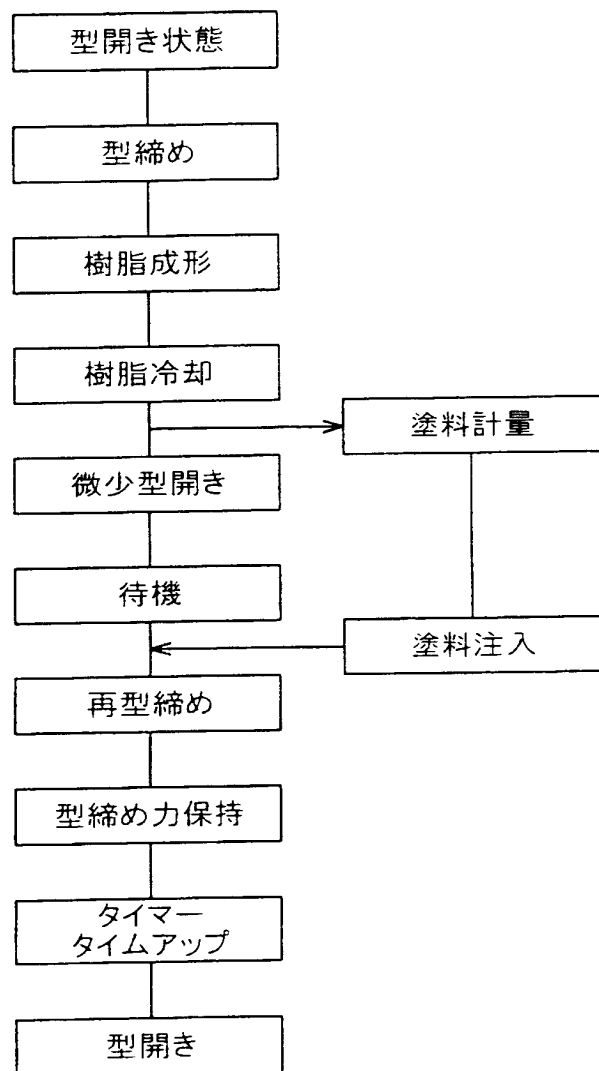 型開き状態
型締め
樹脂成形
樹脂冷却
塗料計量
微少型開き
待機
塗料注入
再型締め
型締め力保持
タイマー
タイムアップ
型開き